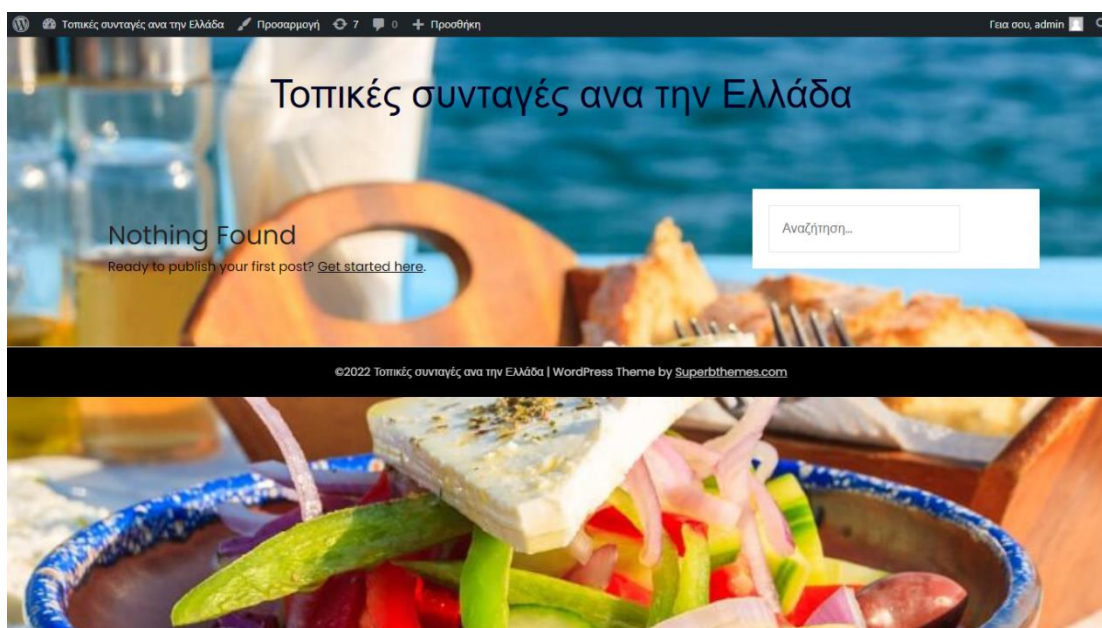 Τοπικές συνταγές ανα την Ελλάδα Προσαρμογή 7 0 Προσθήκη Γεια σου, admin
Τοπικές συνταγές ανα την Ελλάδα
Αναζήτηση...
Nothing Found
Ready to publish your first post? Get started here.
©2022 Τοπικές συνταγές ανα την Ελλάδα | WordPress Theme by Superbthemes.com